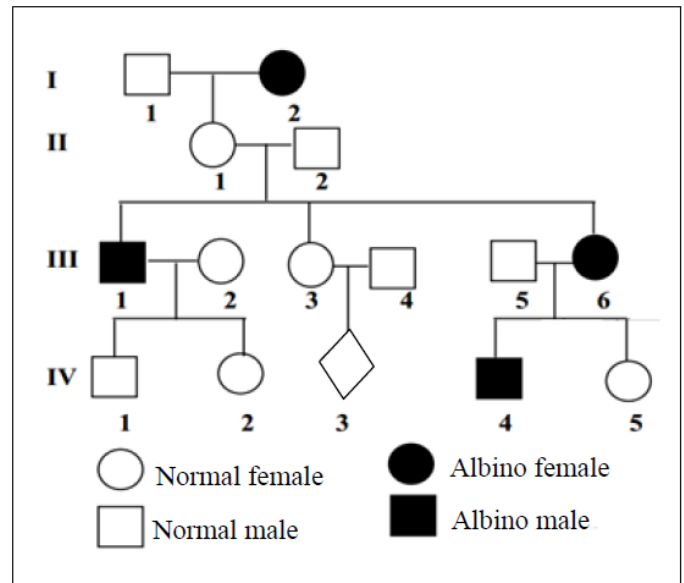 I
1 2
II
1 2
III
1 2 3 4 5 6
IV
1 2 3 4 5
Normal female Albino female
Normal male Albino male